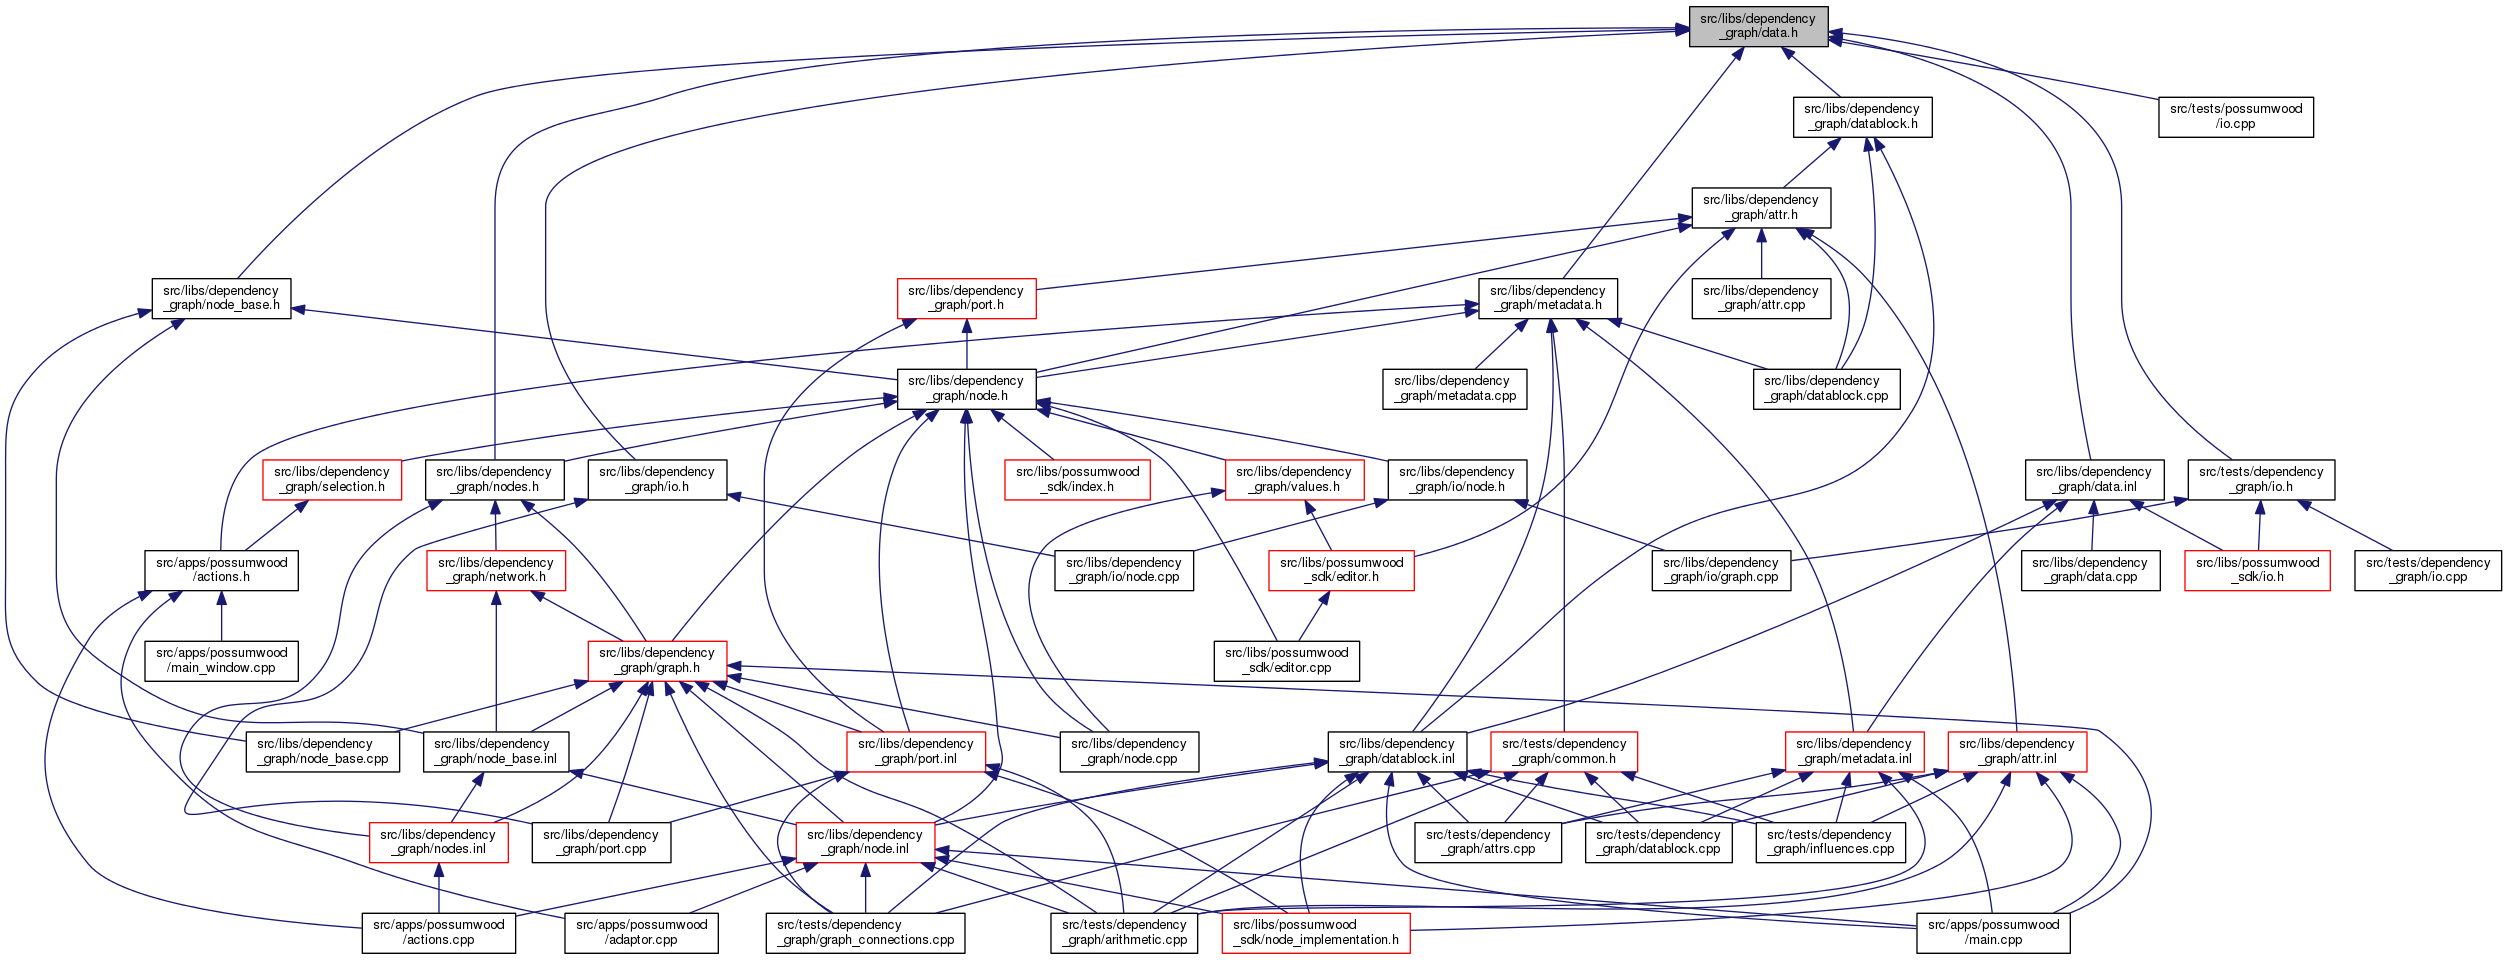 src/libs/dependency
_graph/data.h
src/libs/dependency
_graph/datablock.h
src/tests/possumwood
/io.cpp
src/libs/dependency
_graph/attr.h
src/libs/dependency
_graph/node_base.h
src/libs/dependency
_graph/port.h
src/libs/dependency
_graph/metadata.h
src/libs/dependency
_graph/attr.cpp
src/libs/dependency
_graph/node.h
src/libs/dependency
_graph/metadata.cpp
src/libs/dependency
_graph/datablock.cpp
src/libs/dependency
_graph/selection.h
src/libs/dependency
_graph/nodes.h
src/libs/dependency
_graph/io.h
src/libs/possumwood
_sdk/index.h
src/libs/dependency
_graph/values.h
src/libs/dependency
_graph/io/node.h
src/libs/dependency
_graph/data.inl
src/tests/dependency
_graph/io.h
src/apps/possumwood
/actions.h
src/libs/dependency
_graph/network.h
src/libs/dependency
_graph/io/node.cpp
src/libs/possumwood
_sdk/editor.h
src/libs/dependency
_graph/io/graph.cpp
src/libs/dependency
_graph/data.cpp
src/libs/possumwood
_sdk/io.h
src/tests/dependency
_graph/io.cpp
src/apps/possumwood
/main_window.cpp
src/libs/dependency
_graph/graph.h
src/libs/possumwood
_sdk/editor.cpp
src/libs/dependency
_graph/node_base.cpp
src/libs/dependency
_graph/node_base.inl
src/libs/dependency
_graph/port.inl
src/libs/dependency
_graph/node.cpp
src/libs/dependency
_graph/datablock.inl
src/tests/dependency
_graph/common.h
src/libs/dependency
_graph/metadata.inl
src/libs/dependency
_graph/attr.inl
src/libs/dependency
_graph/nodes.inl
src/libs/dependency
_graph/port.cpp
src/libs/dependency
_graph/node.inl
src/tests/dependency
_graph/attrs.cpp
src/tests/dependency
_graph/datablock.cpp
src/tests/dependency
_graph/influences.cpp
src/apps/possumwood
/actions.cpp
src/apps/possumwood
/adaptor.cpp
src/tests/dependency
_graph/graph_connections.cpp
src/tests/dependency
_graph/arithmetic.cpp
src/libs/possumwood
_sdk/node_implementation.h
src/apps/possumwood
/main.cpp